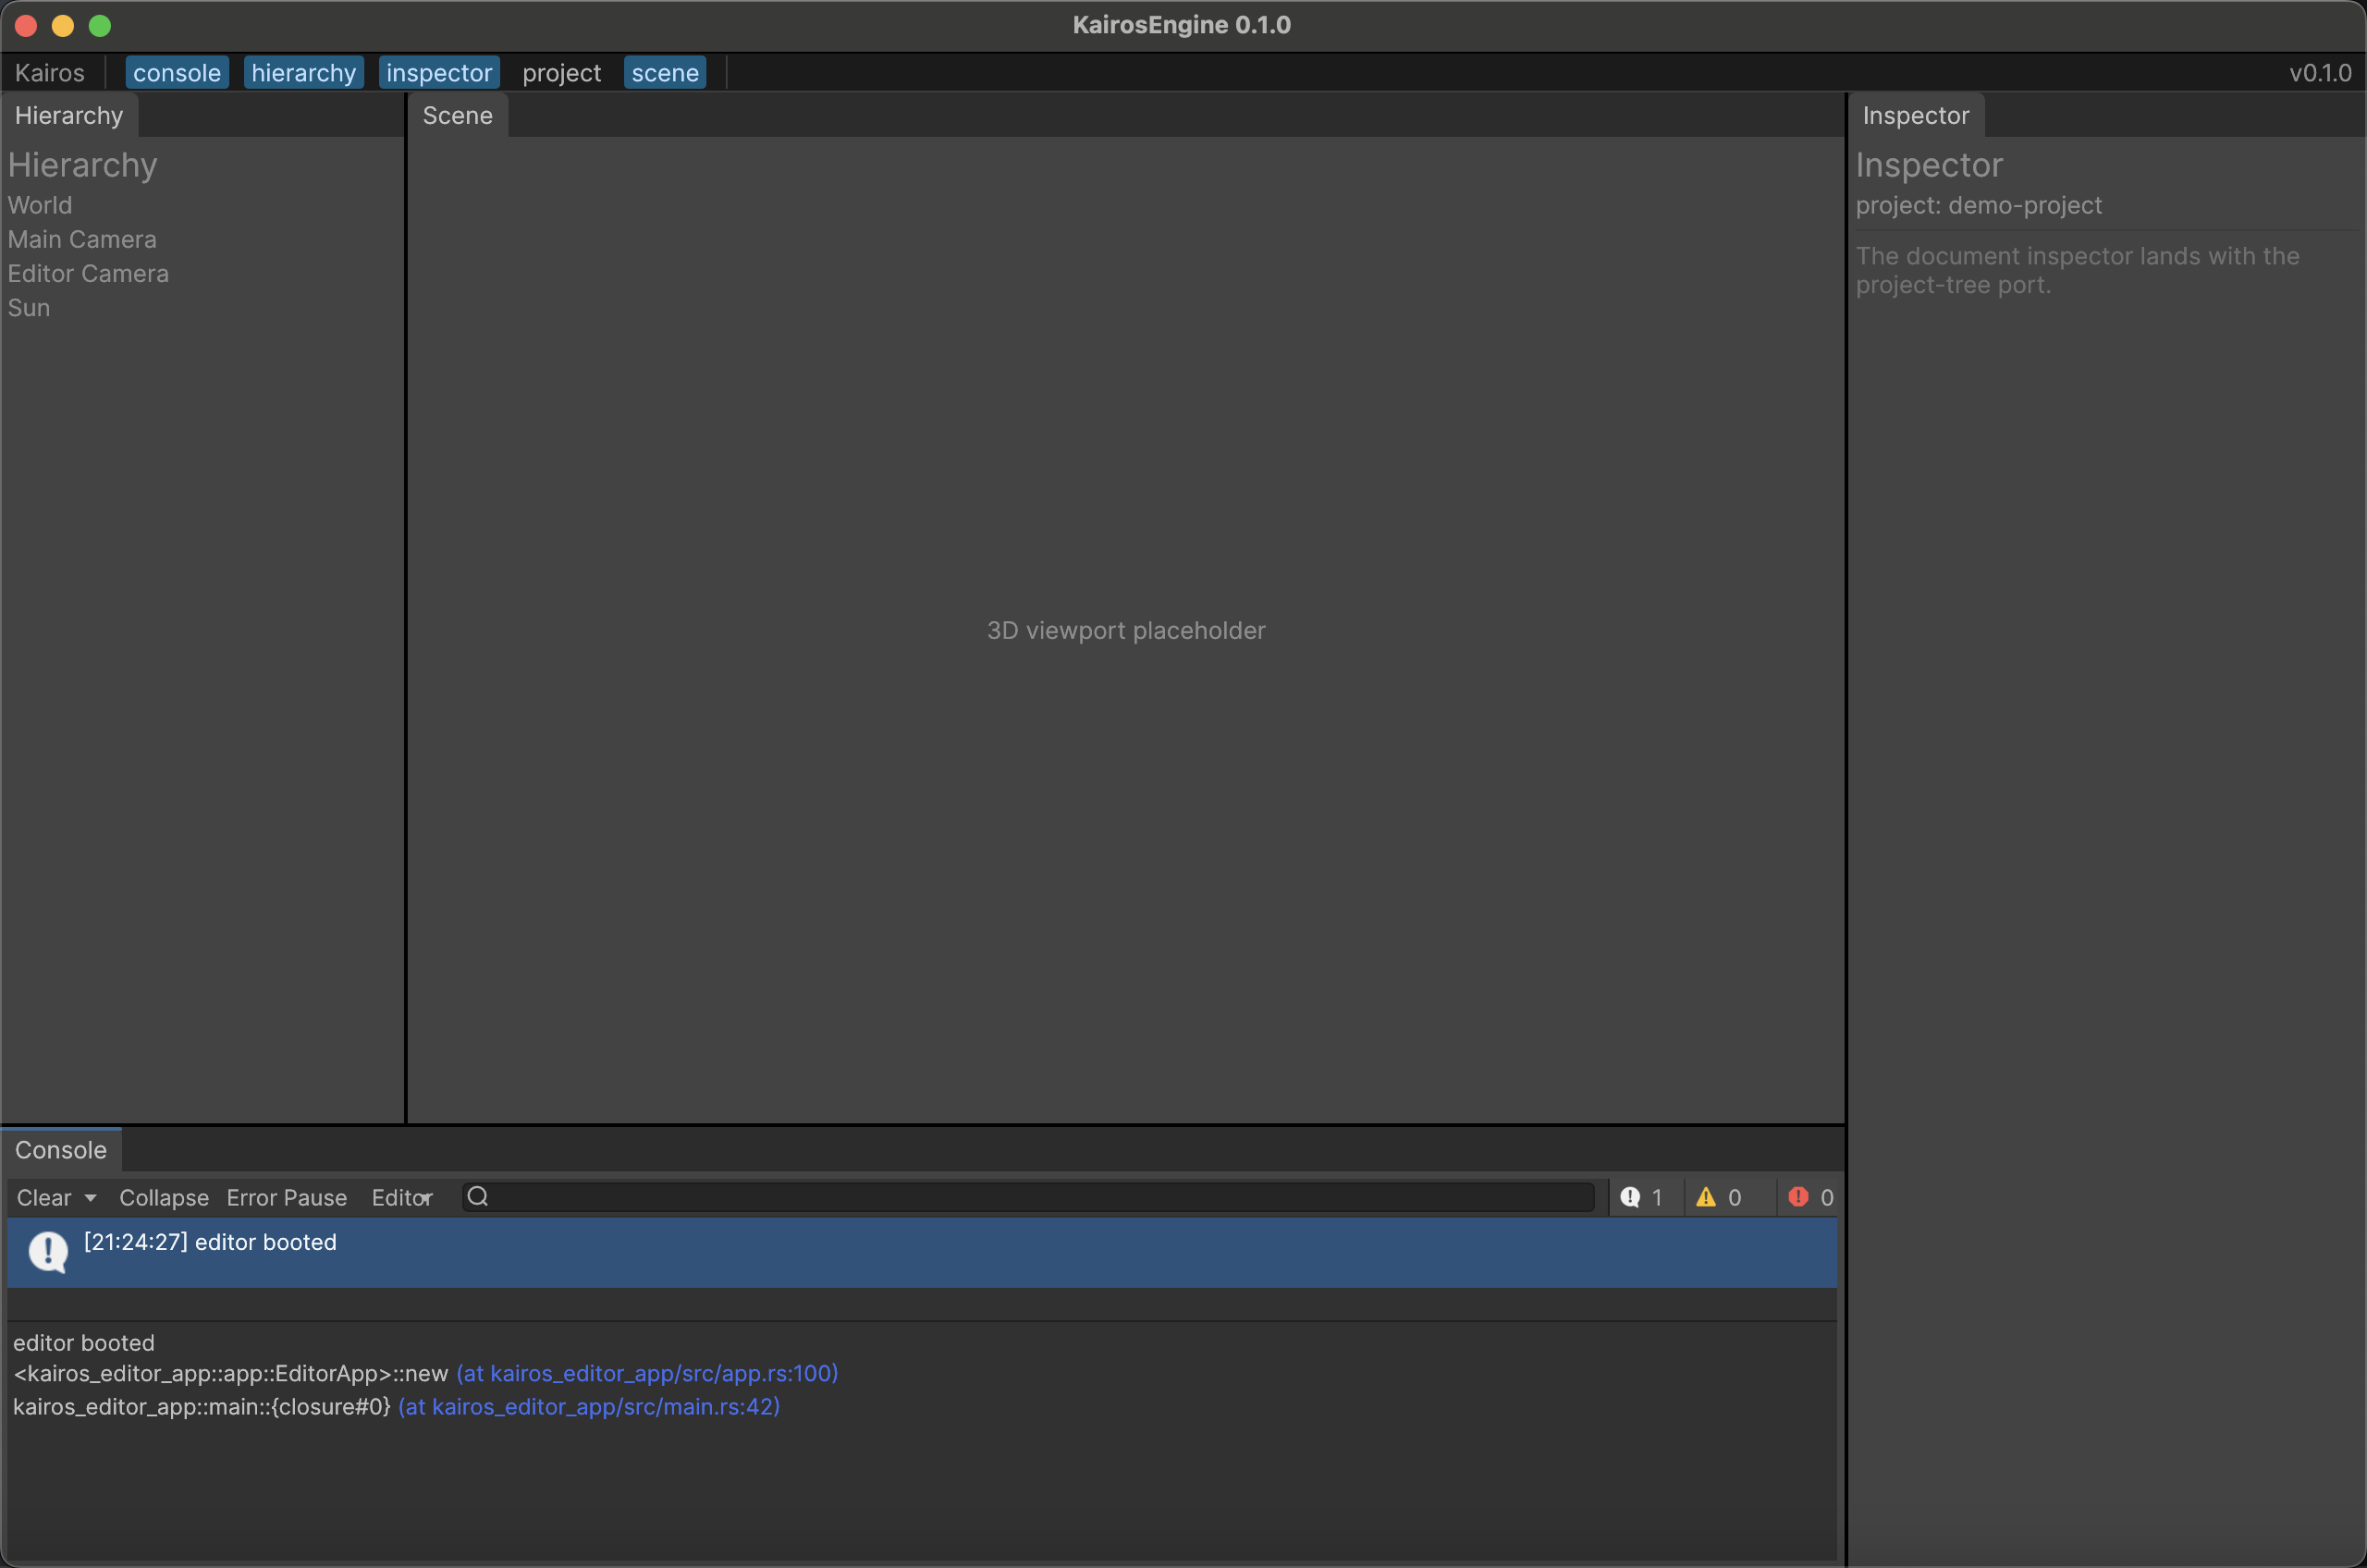 KairosEngine 0.1.0
Kairos console hierarchy inspector project scene v0.1.0
Hierarchy
Hierarchy
World
Main Camera
Editor Camera
Sun
Scene
3D viewport placeholder
Inspector
Inspector
project: demo-project
The document inspector lands with the
project-tree port.
Console
Clear Collapse Error Pause Editor 1 0 0
[21:24:27] editor booted
editor booted
<kairos_editor_app::app::EditorApp>::new (at kairos_editor_app/src/app.rs:100)
kairos_editor_app::main::{closure#0} (at kairos_editor_app/src/main.rs:42)